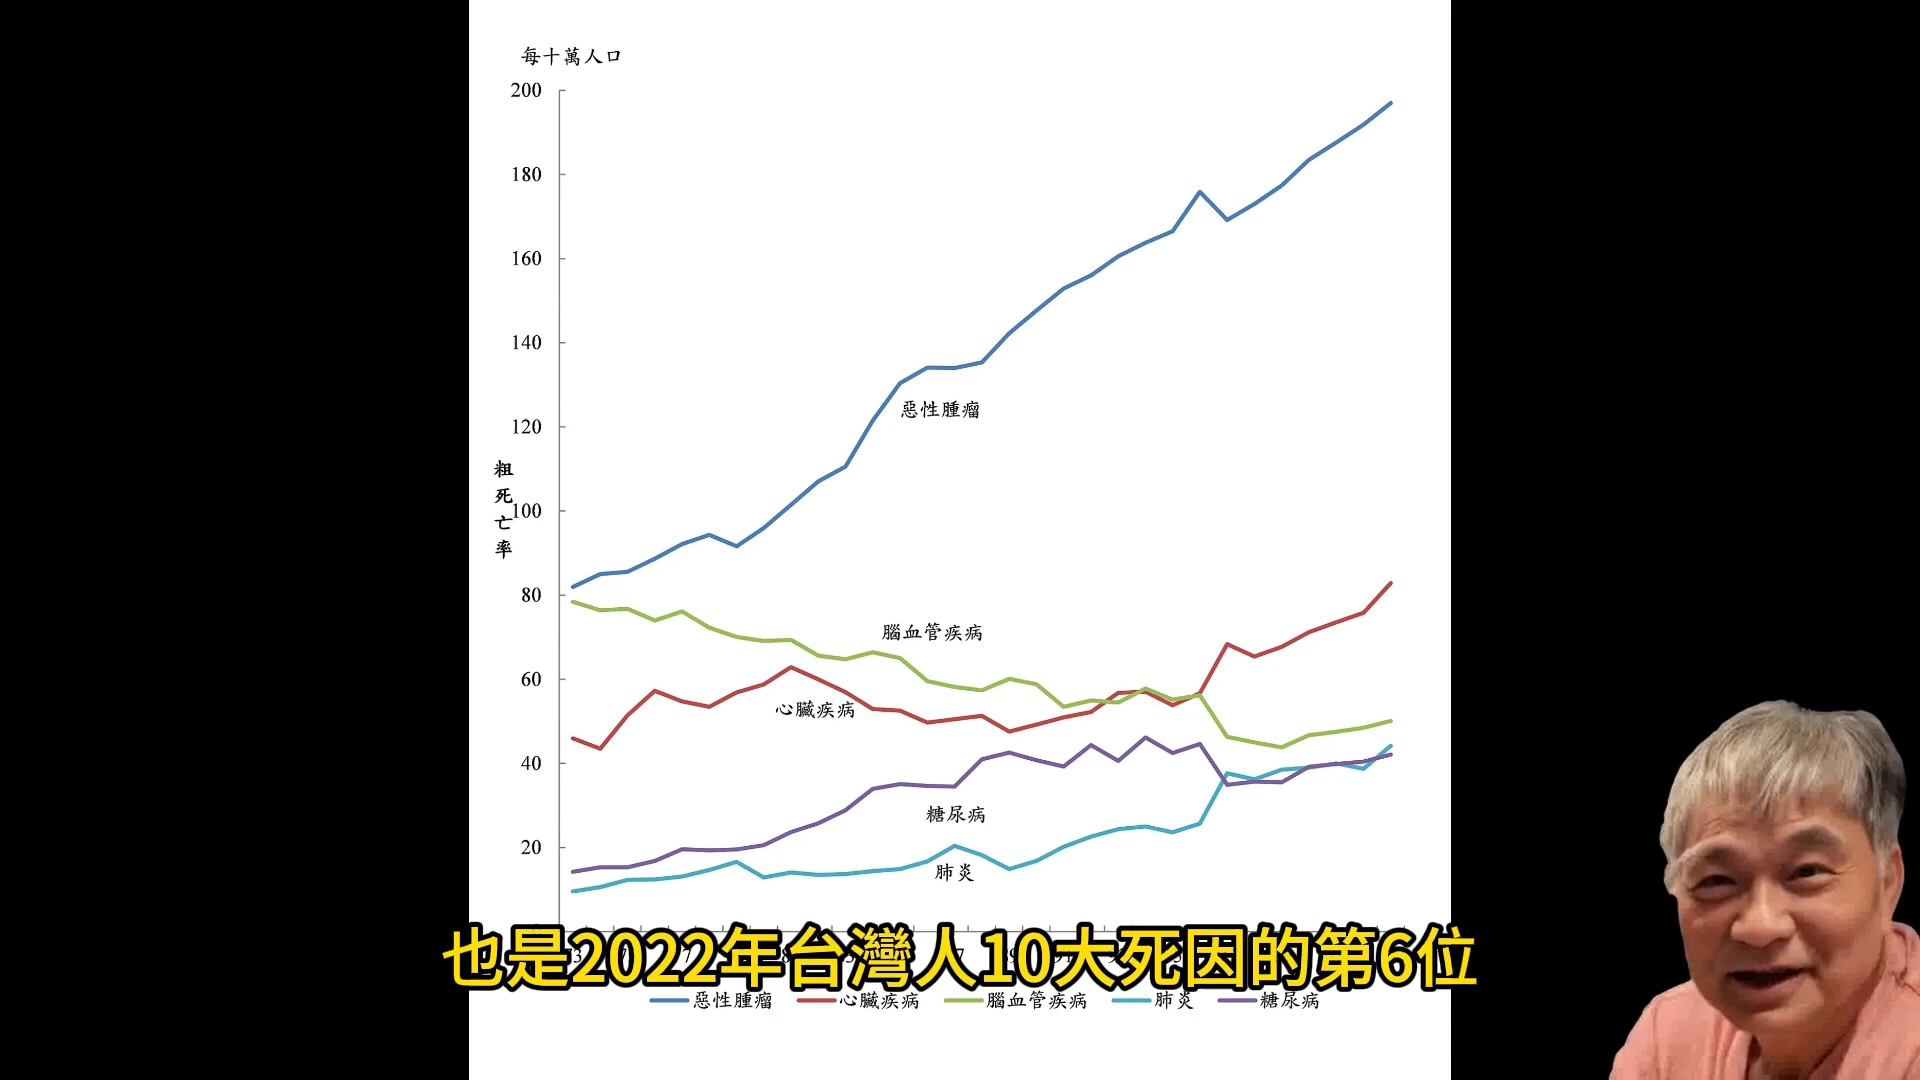 每十萬人口
200
180
160
140
120
100
80
60
40
20
粗死亡率
惡性腫瘤
腦血管疾病
心臟疾病
糖尿病
肺炎
也是2022年台灣人10大死因的第6位
惡性腫瘤 心臟疾病 腦血管疾病 肺炎 糖尿病